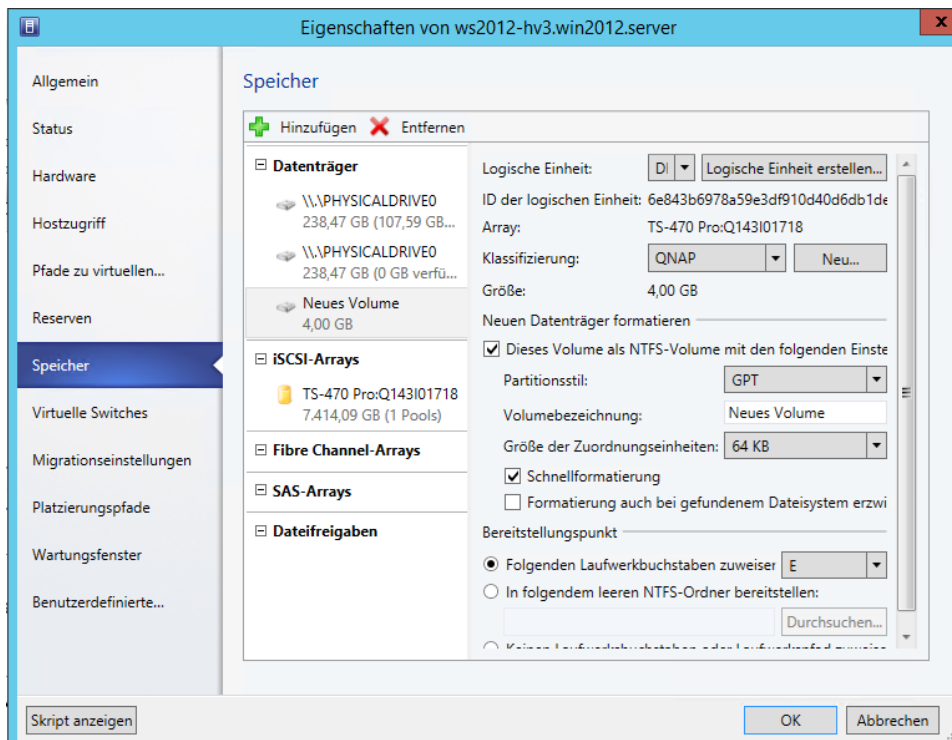 Eigenschaften von ws2012-hv3.win2012.server
x
Allgemein
Status
Hardware
Hostzugriff
Pfade zu virtuellen...
Reserven
Speicher
Virtuelle Switches
Migrationseinstellungen
Platzierungspfade
Wartungsfenster
Benutzerdefinierte...
Speicher
Hinzufügen Entfernen
Datenträger
\\.\PHYSICALDRIVE0
238,47 GB (107,59 GB...
\\.\PHYSICALDRIVE0
238,47 GB (0 GB verfü...
Neues Volume
4,00 GB
iSCSI-Arrays
TS-470 Pro:Q143I01718
7.414,09 GB (1 Pools)
Fibre Channel-Arrays
SAS-Arrays
Dateifreigaben
Logische Einheit: DI Logische Einheit erstellen...
ID der logischen Einheit: 6e843b6978a59e3df910d40d6db1de
Array: TS-470 Pro:Q143I01718
Klassifizierung: QNAP Neu...
Größe: 4,00 GB
Neuen Datenträger formatieren
Dieses Volume als NTFS-Volume mit den folgenden Einste
Partitionsstil: GPT
Volumebezeichnung: Neues Volume
Größe der Zuordnungseinheiten: 64 KB
Schnellformatierung
Formatierung auch bei gefundenem Dateisystem erzwi
Bereitstellungspunkt
Folgenden Laufwerkbuchstaben zuweiser E
In folgendem leeren NTFS-Ordner bereitstellen:
Durchsuchen...
Keinen Laufwerksbuchstaben oder Laufwerkspfad zuweise
Skript anzeigen OK Abbrechen